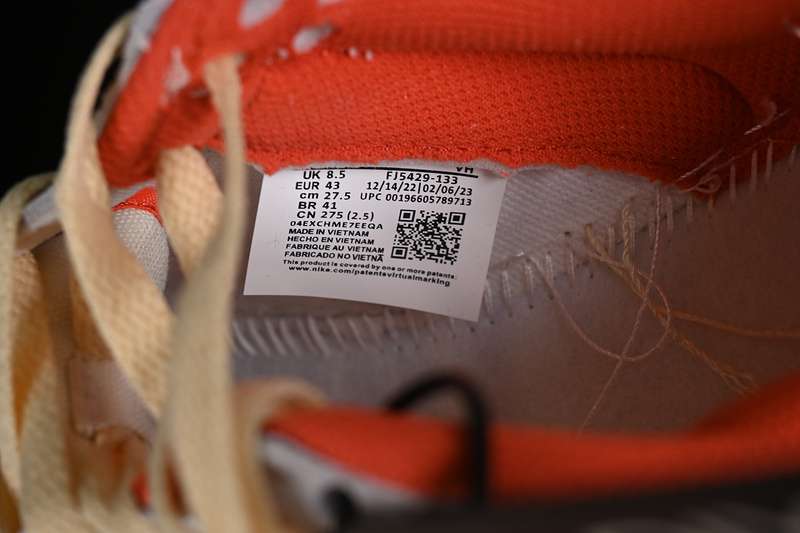 VH
UK 8.5 FJ5429-133
EUR 43 12/14/22|02/06/23
cm 27.5 UPC 00196605789713
BR 41
CN 275 (2.5)
04EXCHME7EEQA
MADE IN VIETNAM
HECHO EN VIETNAM
FABRIQUE AU VIETNAM
FABRICADO NO VIETNÃ
This product is covered by one or more patents:
www.nike.com/patentsvirtualmarking